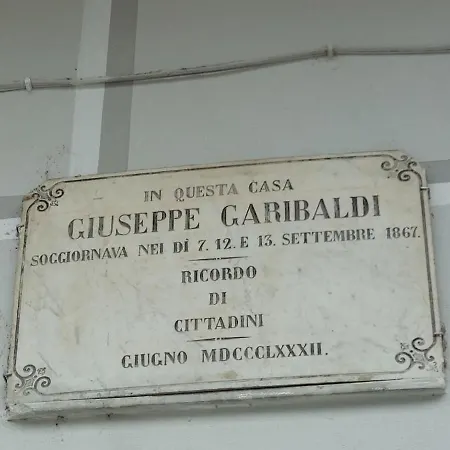 IN QUESTA CASA
GIUSEPPE GARIBALDI
SOGGIORNAVA NEI DÌ 7. 12. E 13. SETTEMBRE 1867.
RICORDO
DI
CITTADINI
GIUGNO MDCCCLXXXII.